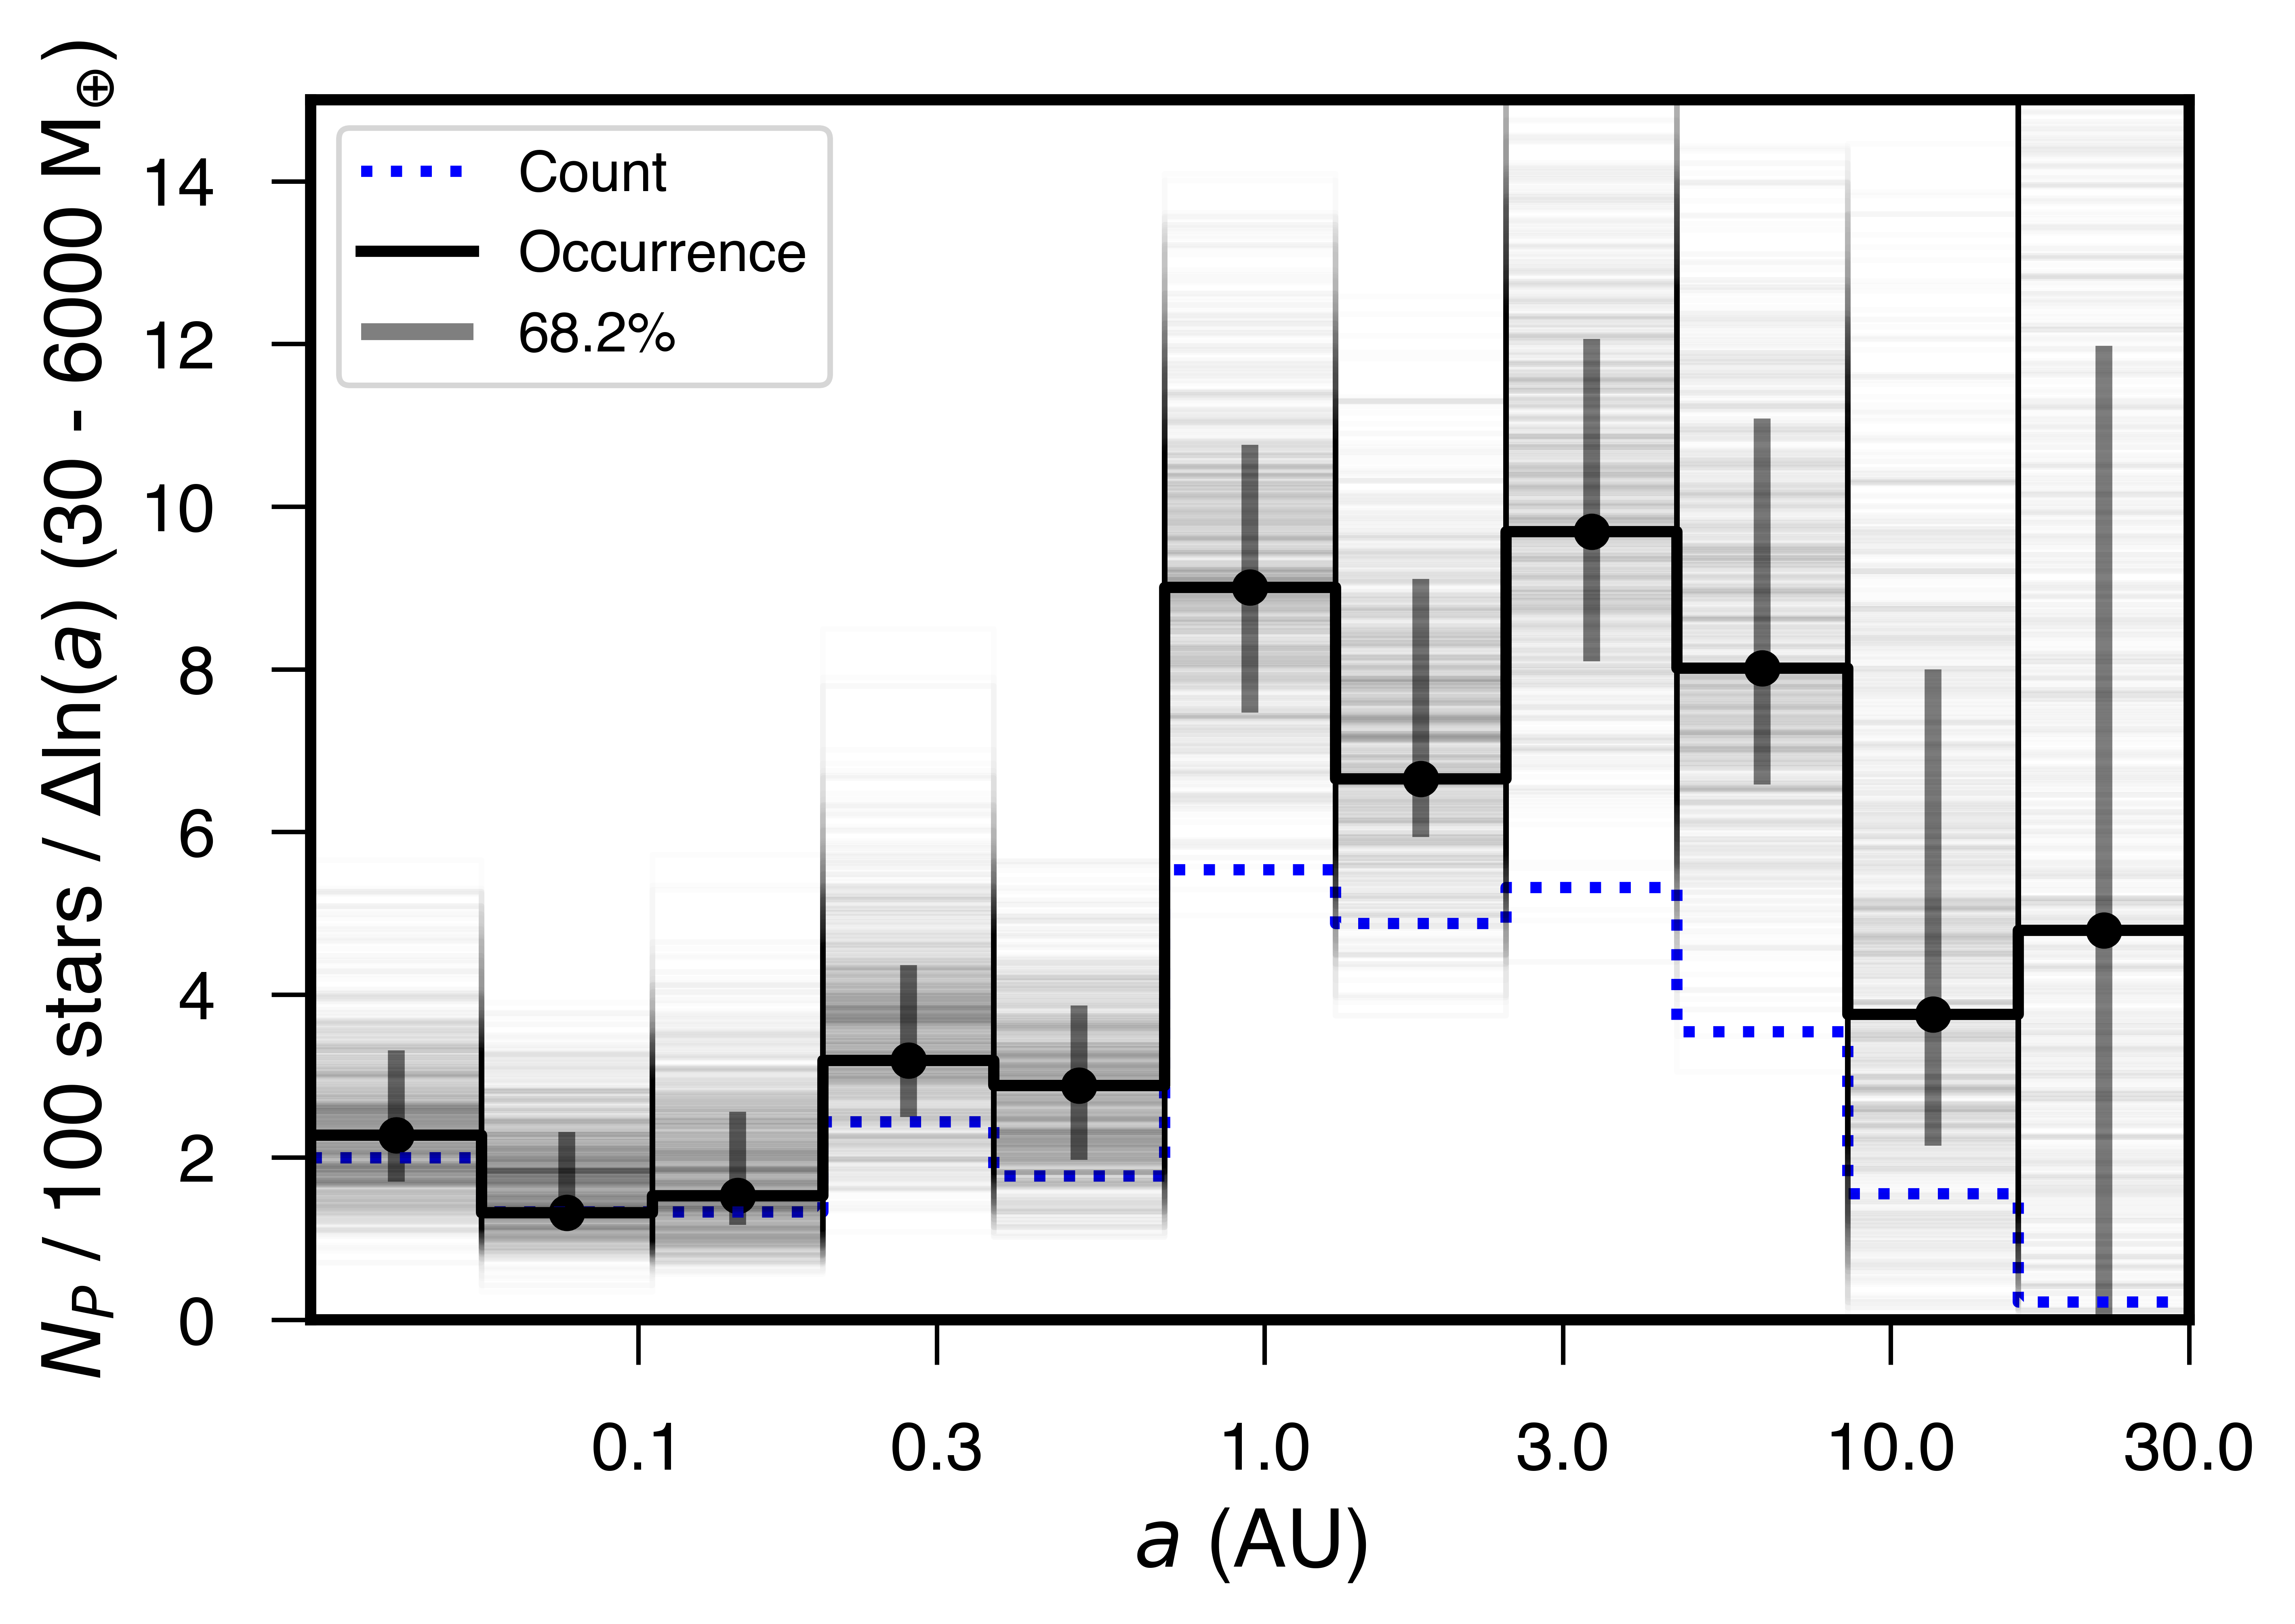 N_P / 100 stars / Δln(a) (30 - 6000 M⊕)
14
12
10
8
6
4
2
0
Count
Occurrence
68.2%
0.1 0.3 1.0 3.0 10.0 30.0
a (AU)